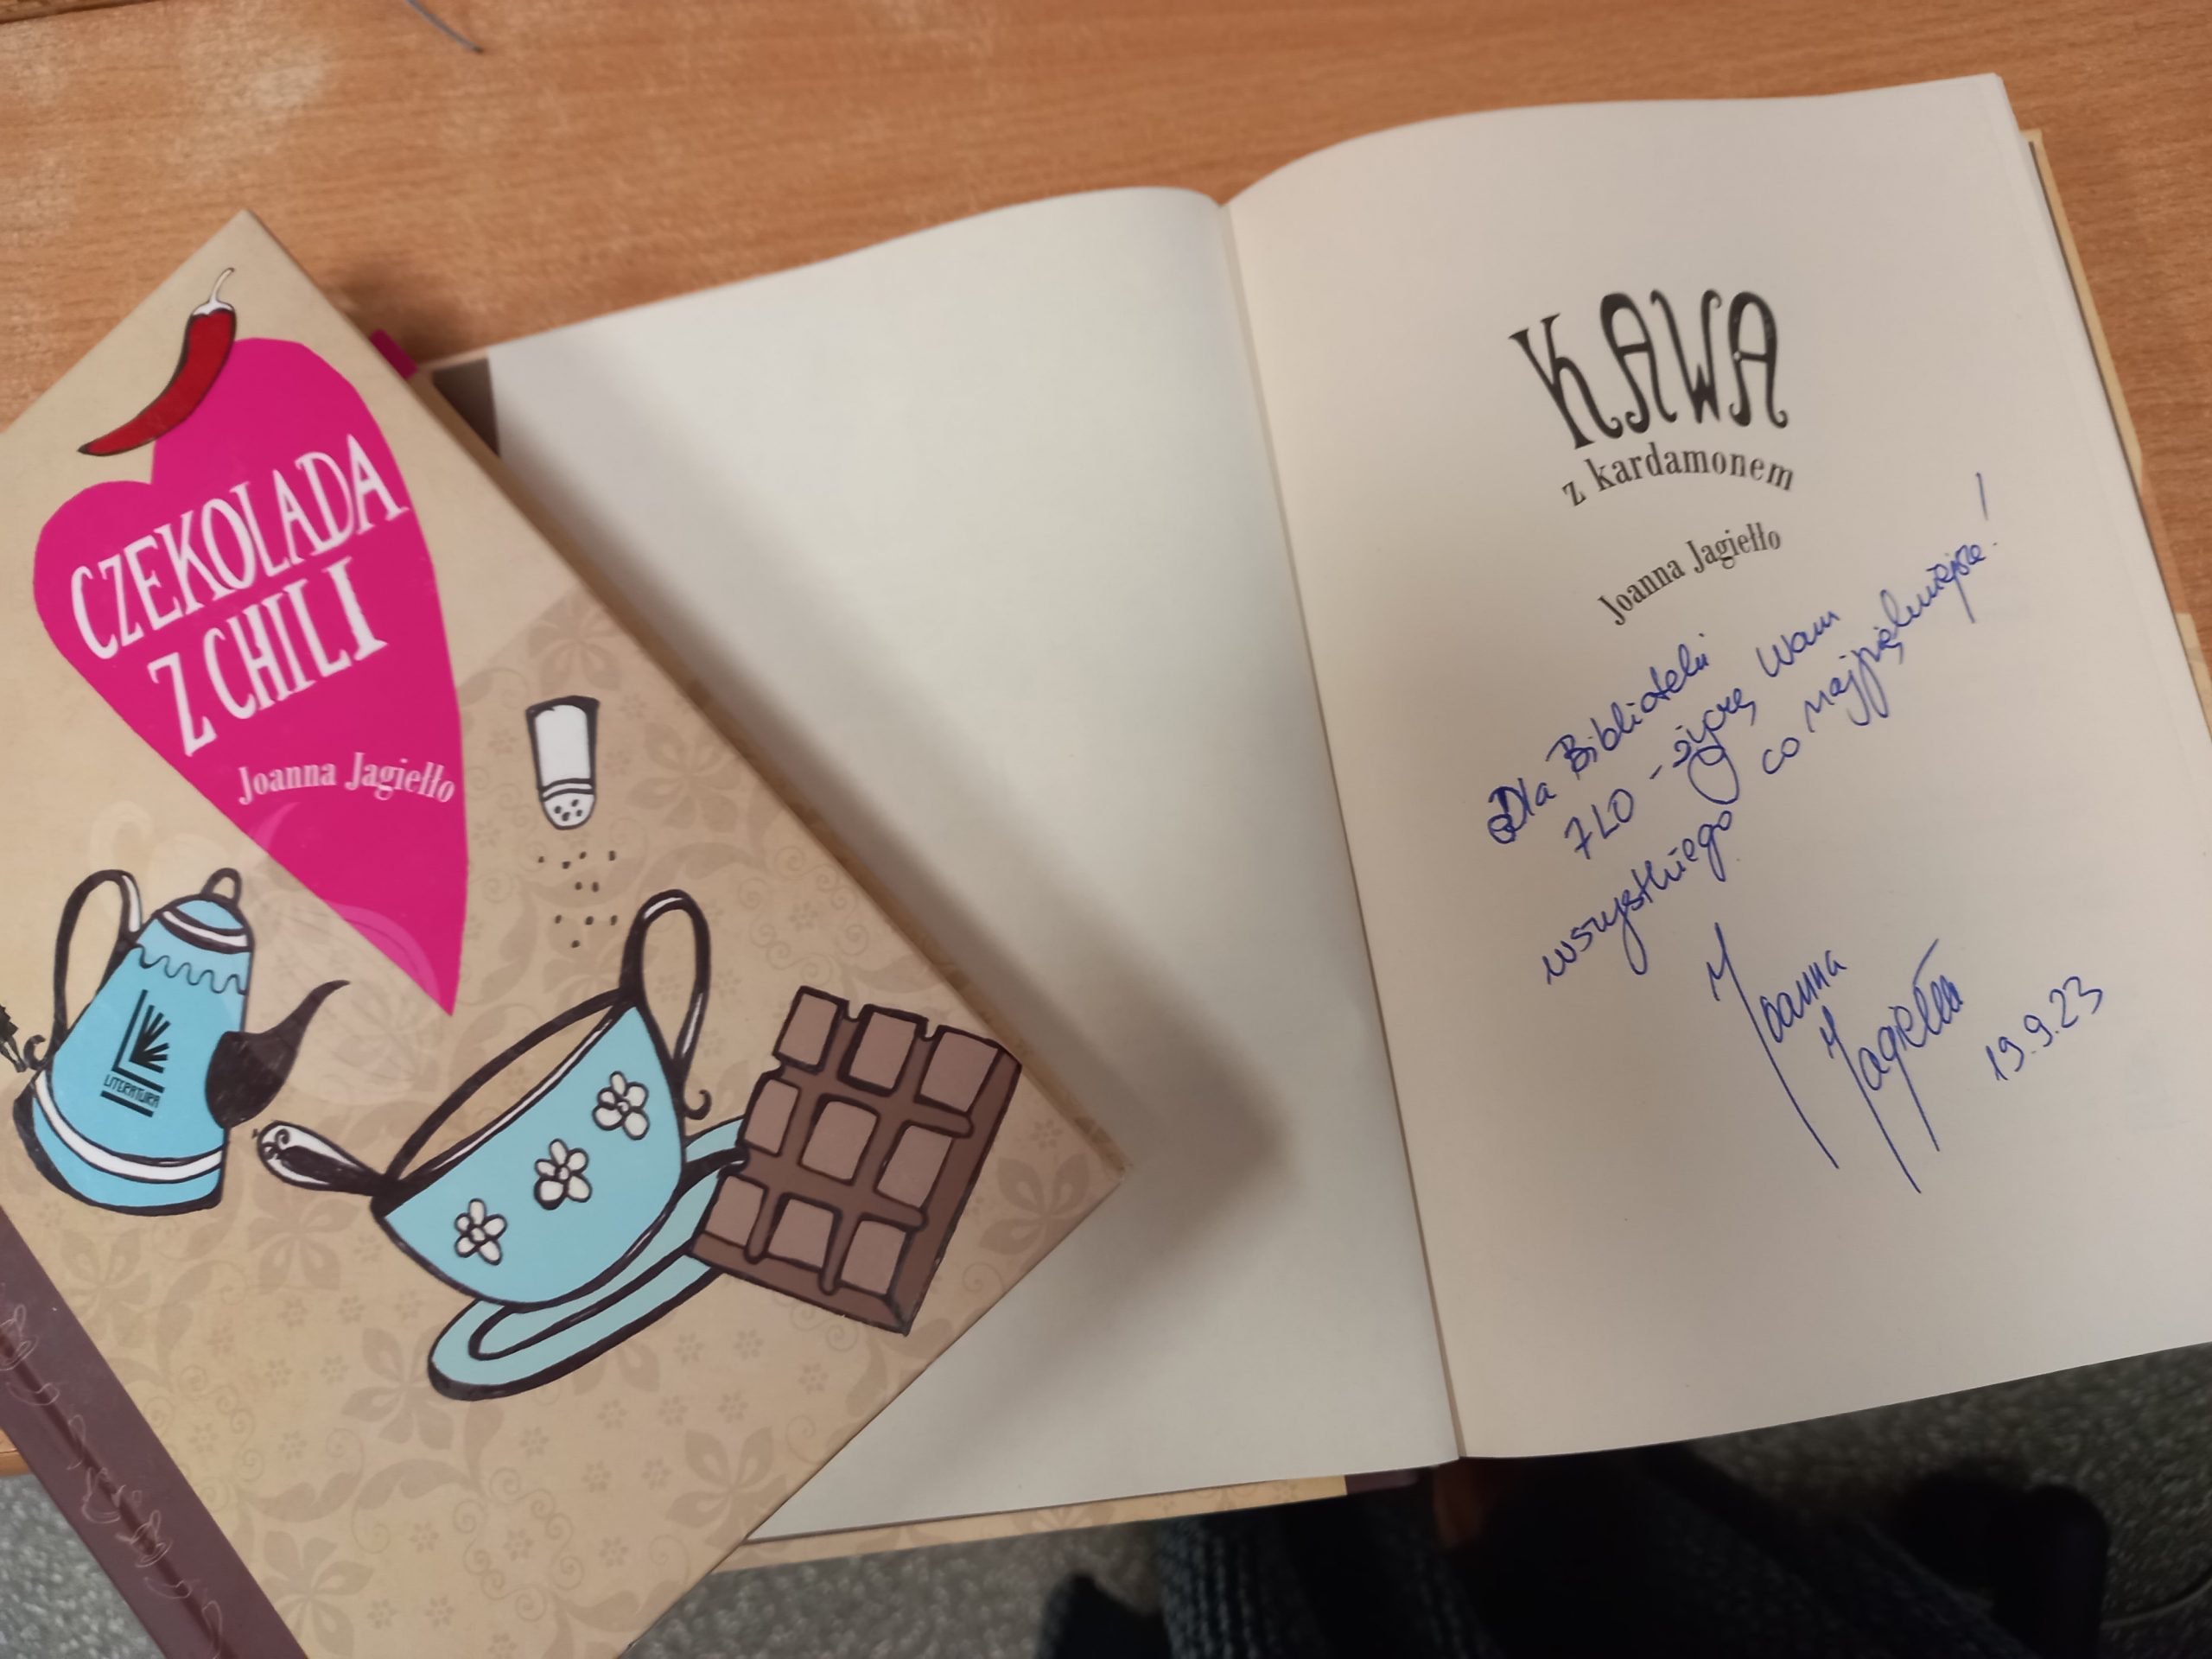 CZEKOLADA
Z CHILI
Joanna Jagiełło
LITERATURA
KAWA
z kardamonem
Joanna Jagiełło
Dla Biblioteki
7LO - życzę Wam
wszystkiego co najpiękniejsze!
Joanna
Jagiełło
19.9.23